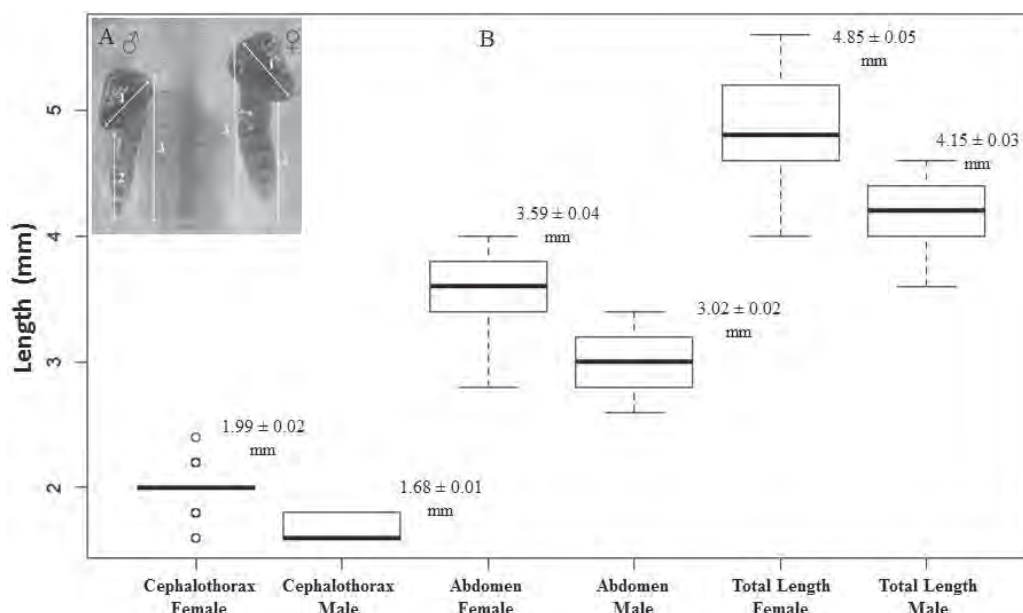 A ♂ ♀ B
4.85 ± 0.05
mm
4.15 ± 0.03
mm
3.59 ± 0.04
mm
3.02 ± 0.02
mm
1.99 ± 0.02
mm
1.68 ± 0.01
mm
Length (mm)
5
4
3
2
Cephalothorax
Female
Cephalothorax
Male
Abdomen
Female
Abdomen
Male
Total Length
Female
Total Length
Male